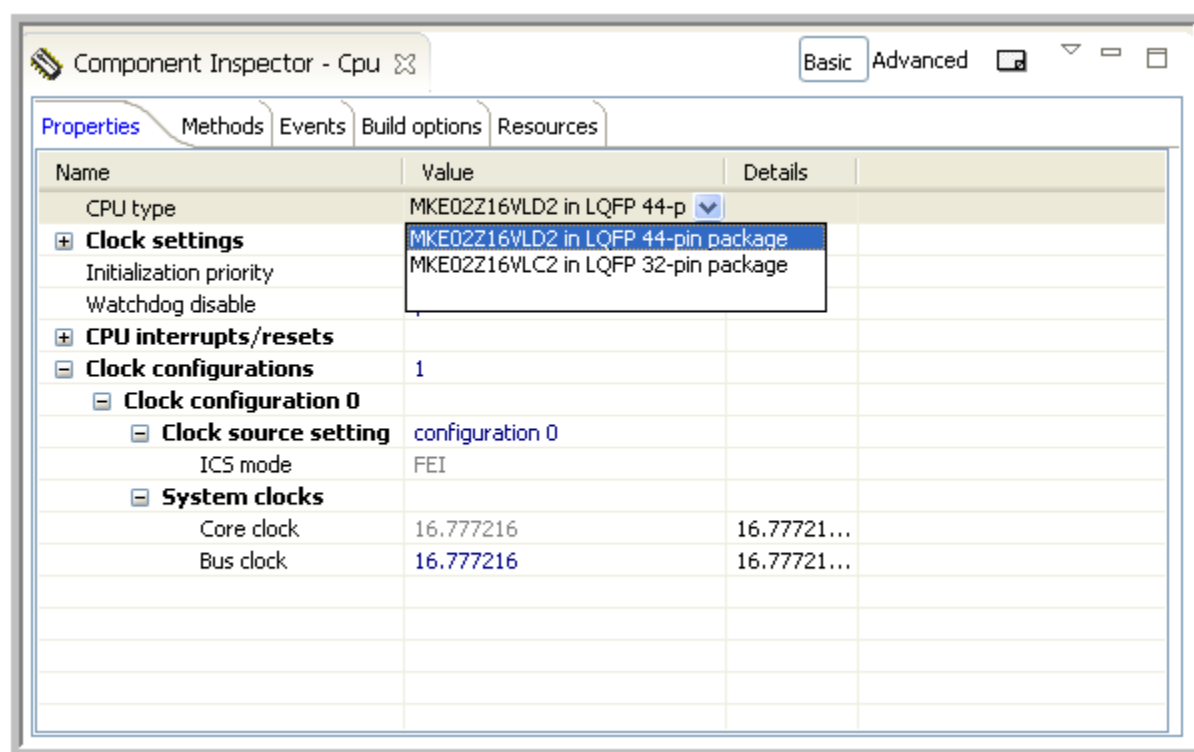 Component Inspector - Cpu Basic Advanced
Properties Methods Events Build options Resources
Name Value Details
CPU type MKE02Z16VLD2 in LQFP 44-p
Clock settings MKE02Z16VLD2 in LQFP 44-pin package
Initialization priority MKE02Z16VLC2 in LQFP 32-pin package
Watchdog disable
CPU interrupts/resets
Clock configurations 1
Clock configuration 0
Clock source setting configuration 0
ICS mode FEI
System clocks
Core clock 16.777216 16.77721...
Bus clock 16.777216 16.77721...